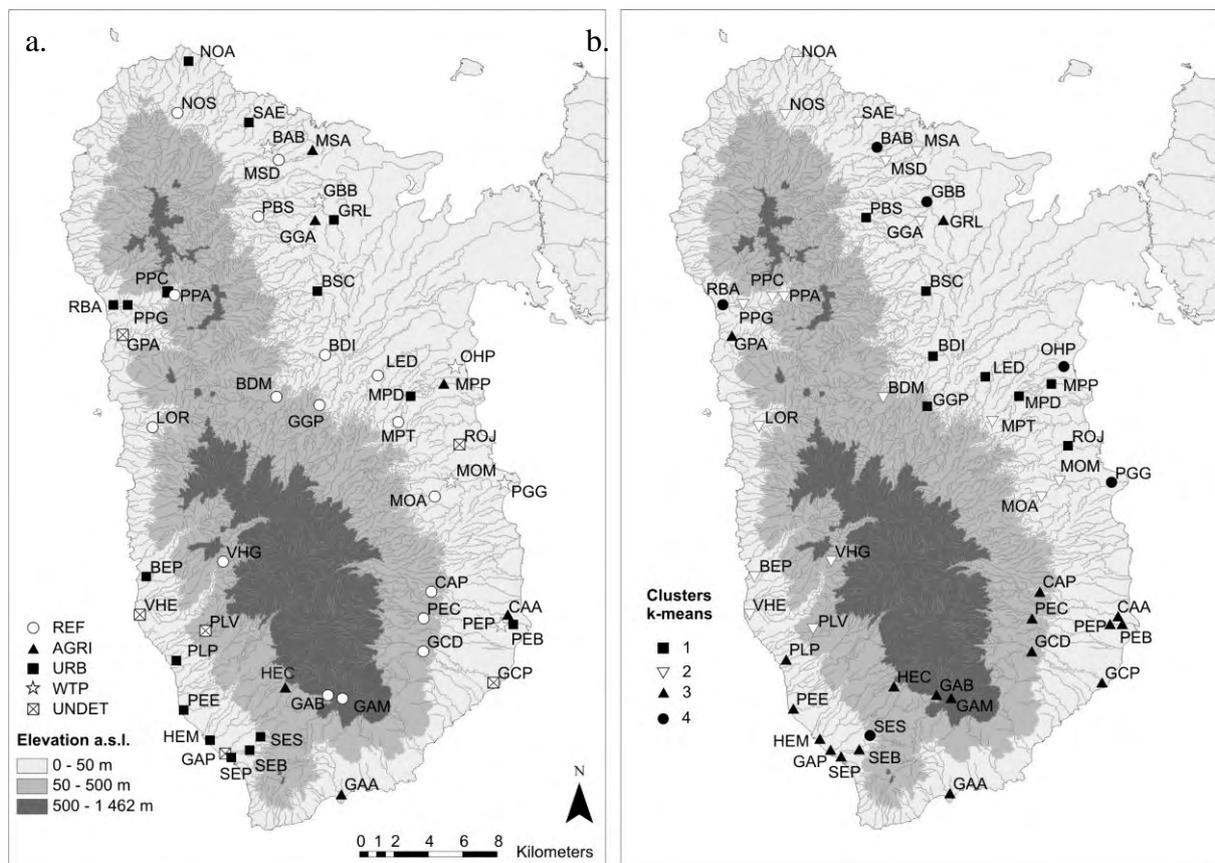 a.
NOA
NOS
SAE
BAB
MSA
MSD
GBB
PBS
GRL
GGA
PPC
PPA
BSC
RBA
PPG
GPA
BDI
LED
OHP
BDM
MPD
MPP
GGP
MPT
LOR
ROJ
MOM
MOA
PGG
VHG
BEP
CAP
VHE
PEC
CAA
PLV
PEP
PEB
GCD
PLP
HEC
GCP
GAB
GAM
PEE
HEM
SES
GAP
SEB
SEP
GAA
REF
AGRI
URB
WTP
UNDET
Elevation a.s.l.
0 - 50 m
50 - 500 m
500 - 1 462 m
N
0 1 2 4 6 8
Kilometers
b.
NOA
NOS
SAE
BAB
MSA
MSD
GBB
PBS
GRL
GGA
PPC
PPA
BSC
RBA
PPG
GPA
BDI
LED
OHP
BDM
MPD
MPP
GGP
MPT
LOR
ROJ
MOM
MOA
PGG
VHG
BEP
CAP
VHE
PEC
CAA
PLV
PEP
PEB
GCD
PLP
HEC
GCP
GAB
GAM
PEE
HEM
SES
GAP
SEB
SEP
GAA
Clusters
k-means
1
2
3
4